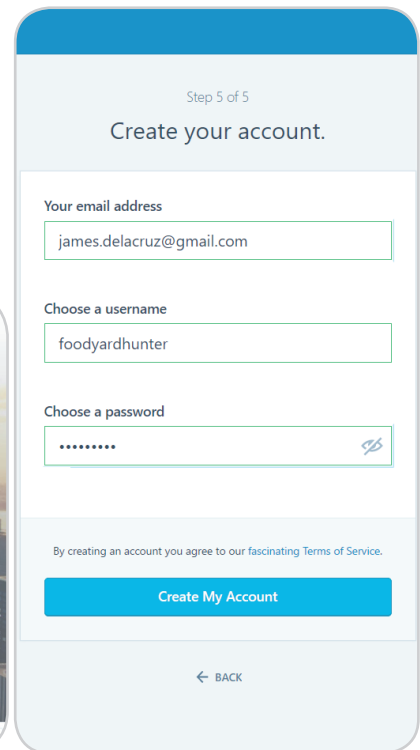 Step 5 of 5
Create your account.
Your email address
james.delacruz@gmail.com
Choose a username
foodyardhunter
Choose a password
•••••••••
By creating an account you agree to our fascinating Terms of Service.
Create My Account
← BACK